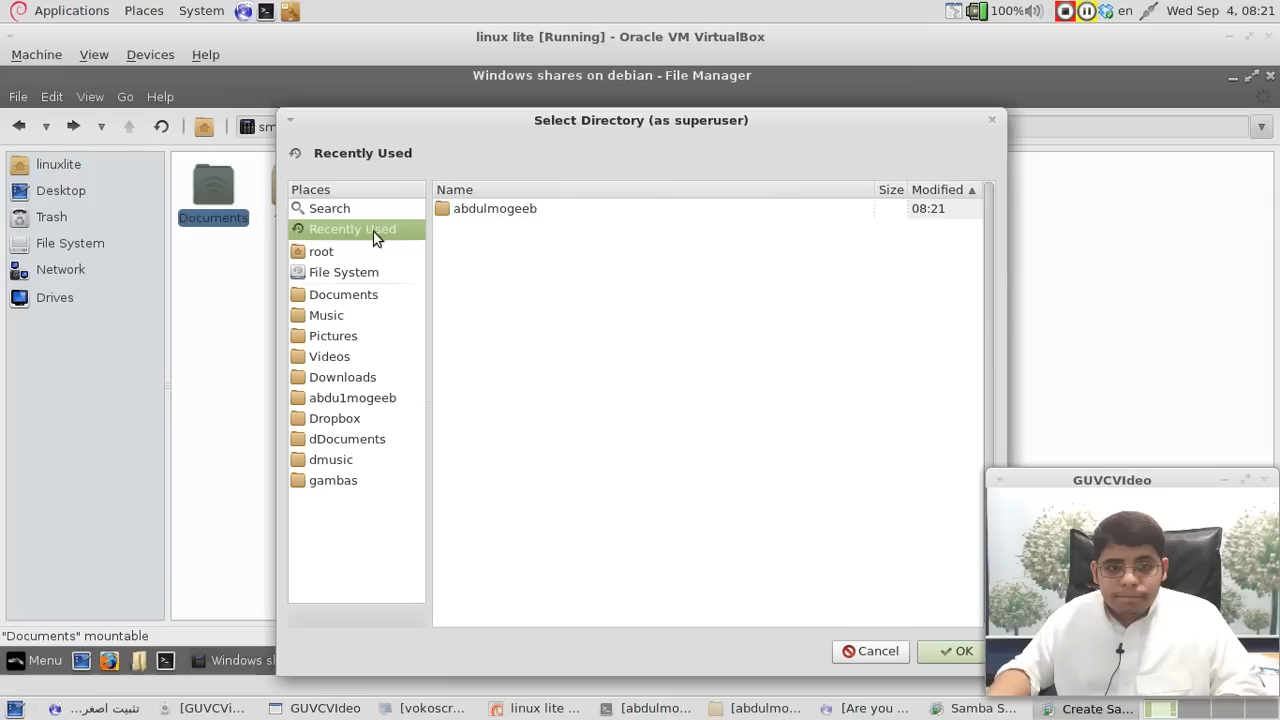 Applications Places System 100% en Wed Sep 4, 08:21
linux lite [Running] - Oracle VM VirtualBox
Machine View Devices Help
Windows shares on debian - File Manager
File Edit View Go Help
sm
Select Directory (as superuser)
Recently Used
linuxlite
Desktop
Trash
File System
Network
Drives
Documents
Places
Search
Recently Used
root
File System
Documents
Music
Pictures
Videos
Downloads
abdu1mogeeb
Dropbox
dDocuments
dmusic
gambas
Name Size Modified
abdulmogeeb 08:21
Cancel OK
GUVCVIdeo
"Documents" mountable
Menu Windows sh
تثبيت اصغر... [GUVCVi... GUVCVIdeo [vokoscr... linux lite ... [abdulmo... [abdulmo... [Are you ... Samba S... Create Sa...